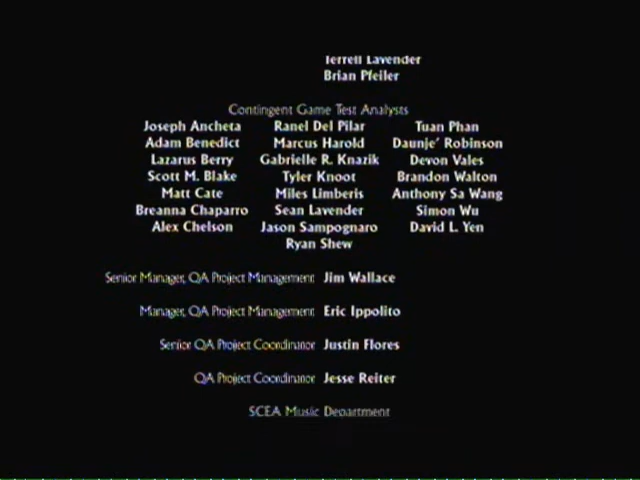 Terrell Lavender
Brian Pfeiler
Contingent Game Test Analysts
Joseph Ancheta Ranel Del Pilar Tuan Phan
Adam Benedict Marcus Harold Daunje' Robinson
Lazarus Berry Gabrielle R. Knazik Devon Vales
Scott M. Blake Tyler Knoot Brandon Walton
Matt Cate Miles Limberis Anthony Sa Wang
Breanna Chaparro Sean Lavender Simon Wu
Alex Chelson Jason Sampognaro David L. Yen
Ryan Shew
Senior Manager, QA Project Management Jim Wallace
Manager, QA Project Management Eric Ippolito
Senior QA Project Coordinator Justin Flores
QA Project Coordinator Jesse Reiter
SCEA Music Department